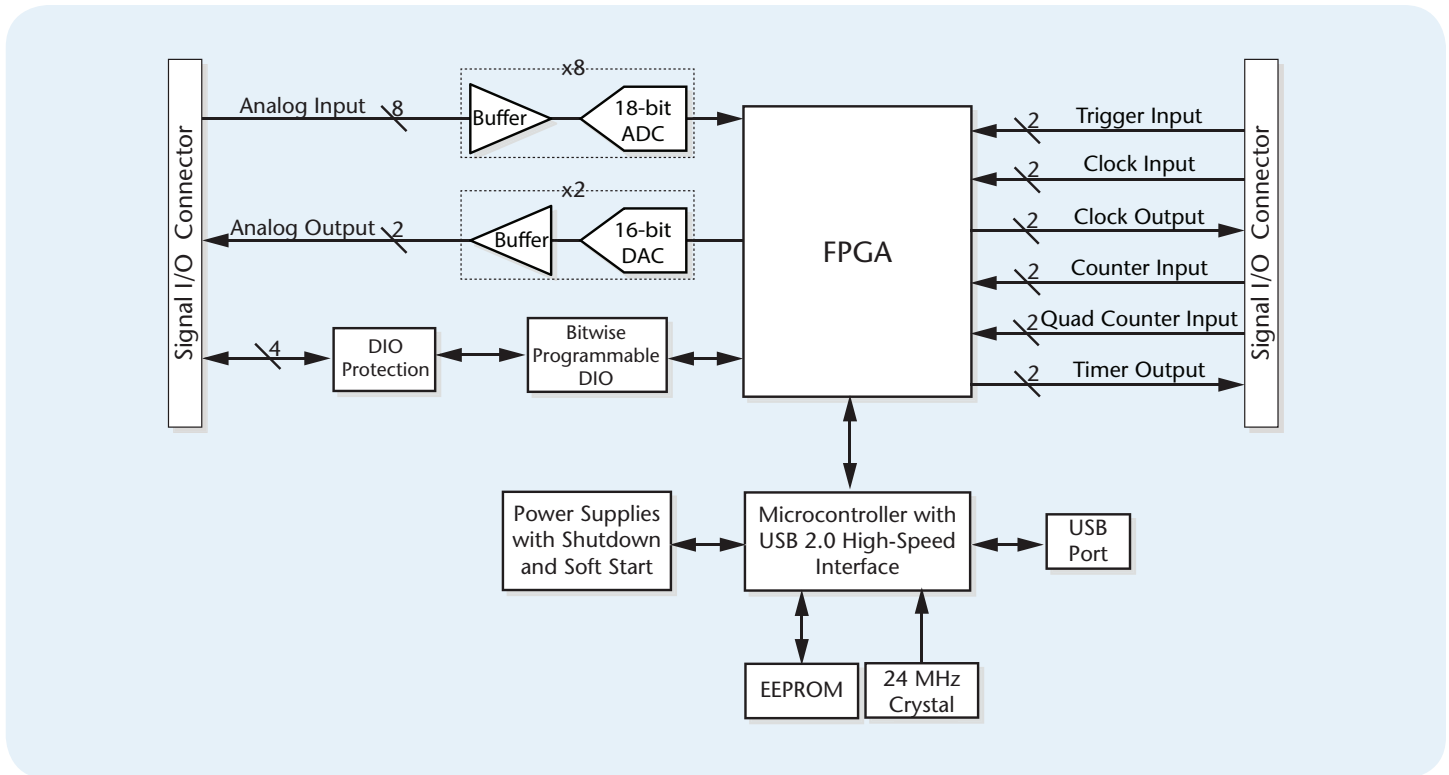 x8
Analog Input
8
Buffer
18-bit
ADC
x2
Analog Output
2
Buffer
16-bit
DAC
Signal I/O Connector
4
DIO
Protection
Bitwise
Programmable
DIO
FPGA
2
Trigger Input
2
Clock Input
2
Clock Output
2
Counter Input
2
Quad Counter Input
2
Timer Output
Signal I/O Connector
Power Supplies
with Shutdown
and Soft Start
Microcontroller with
USB 2.0 High-Speed
Interface
USB
Port
EEPROM
24 MHz
Crystal